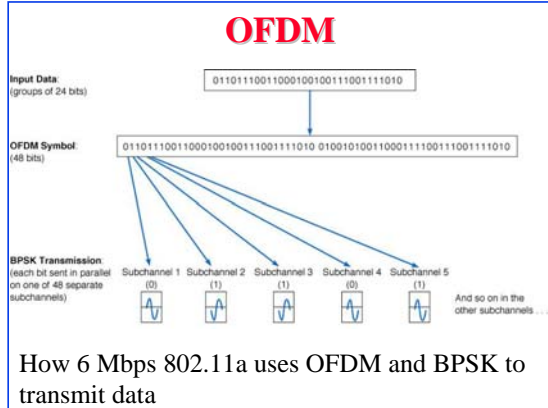 OFDM
Input Data:
(groups of 24 bits)
01101110011000100100111001111010
OFDM Symbol:
(48 bits)
01101110011000100100111001111010 010010100110001111100111001111010
BPSK Transmission:
(each bit sent in parallel
on one of 48 separate
subchannels)
Subchannel 1 Subchannel 2 Subchannel 3 Subchannel 4 Subchannel 5
(0) (1) (1) (0) (1)
And so on in the
other subchannels . . .
How 6 Mbps 802.11a uses OFDM and BPSK to
transmit data